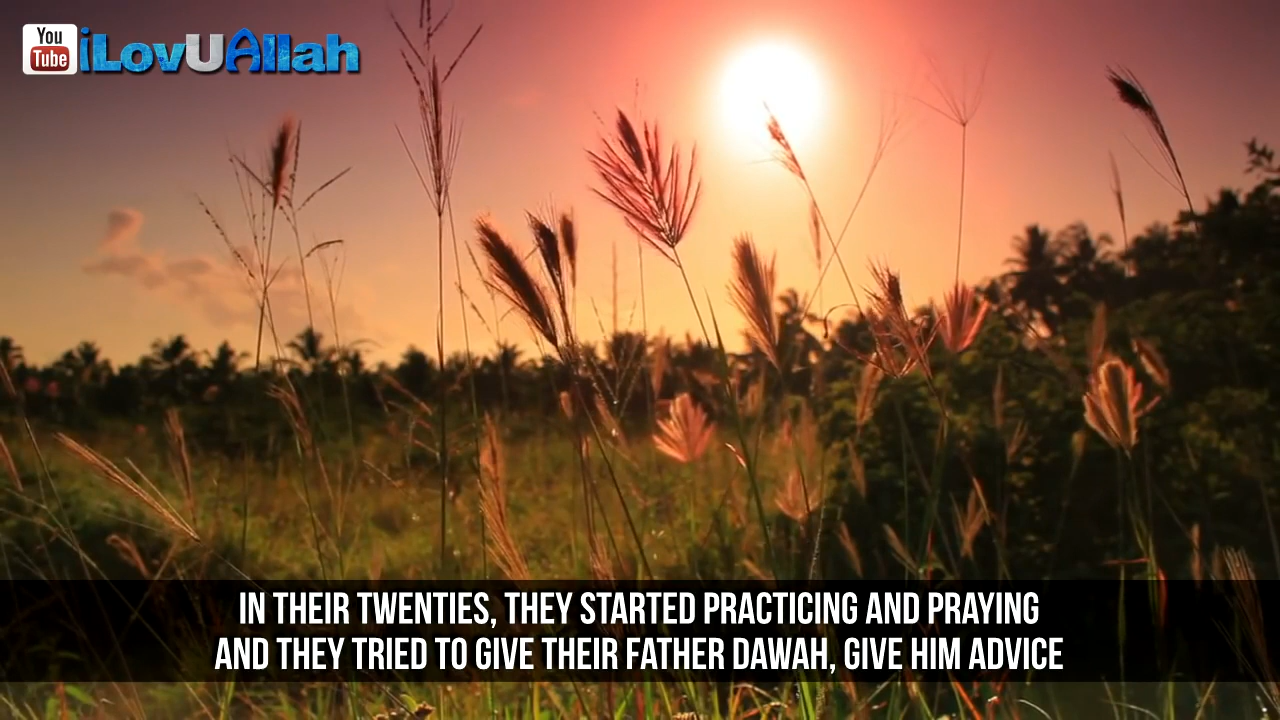 You
Tube
iLovUAllah
IN THEIR TWENTIES, THEY STARTED PRACTICING AND PRAYING
AND THEY TRIED TO GIVE THEIR FATHER DAWAH, GIVE HIM ADVICE